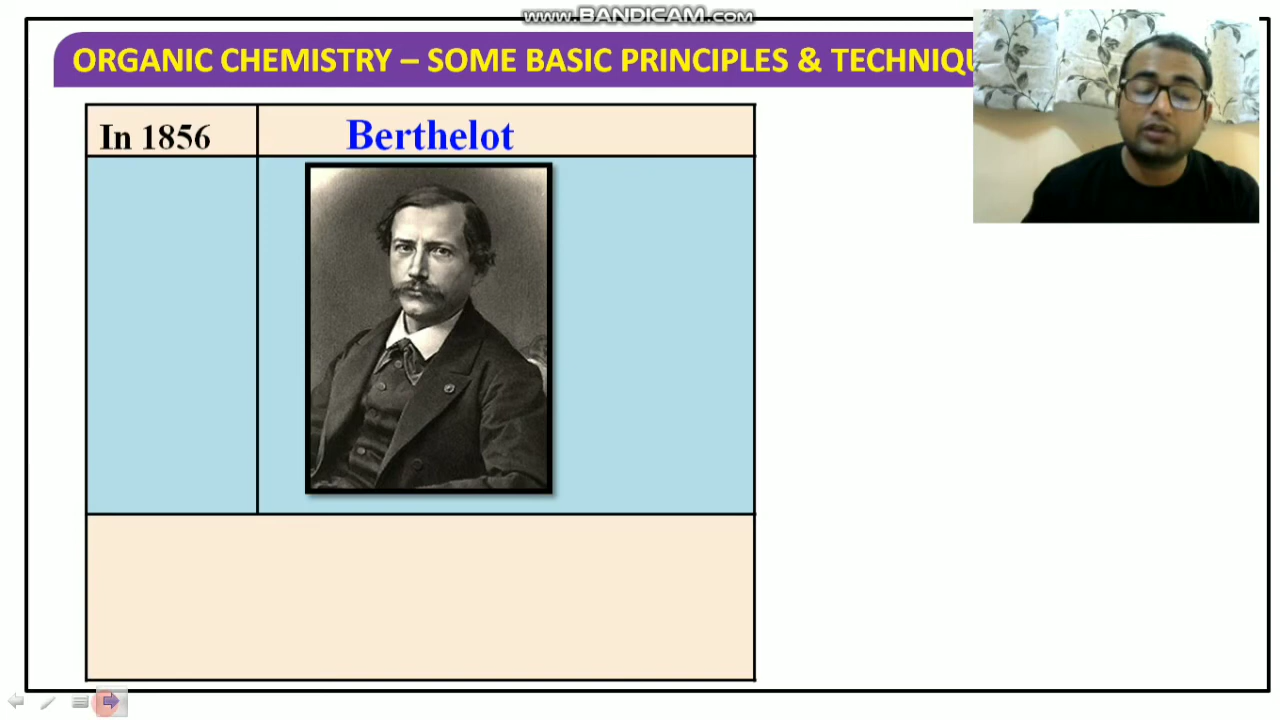 www.BANDICAM.com
ORGANIC CHEMISTRY – SOME BASIC PRINCIPLES & TECHNIQU
In 1856
Berthelot